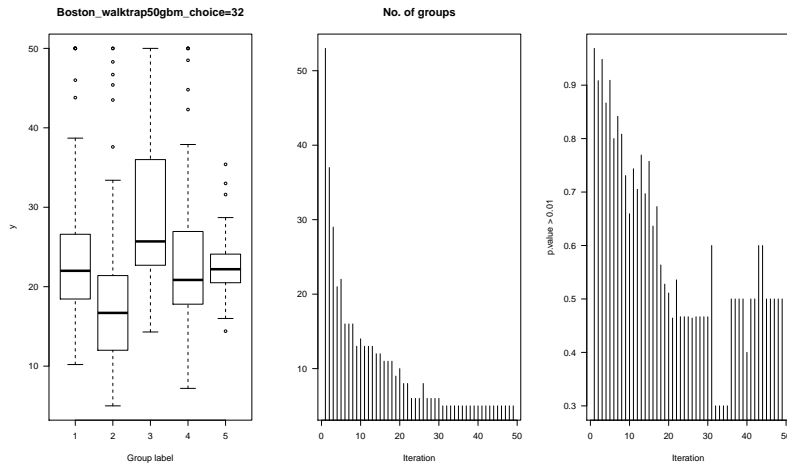 Boston_walktrap50gbm_choice=32
50
40
30
20
10
y
1 2 3 4 5
Group label
No. of groups
50
40
30
20
10
0 10 20 30 40 50
Iteration
0.9
0.8
0.7
0.6
0.5
0.4
0.3
p.value > 0.01
0 10 20 30 40 50
Iteration